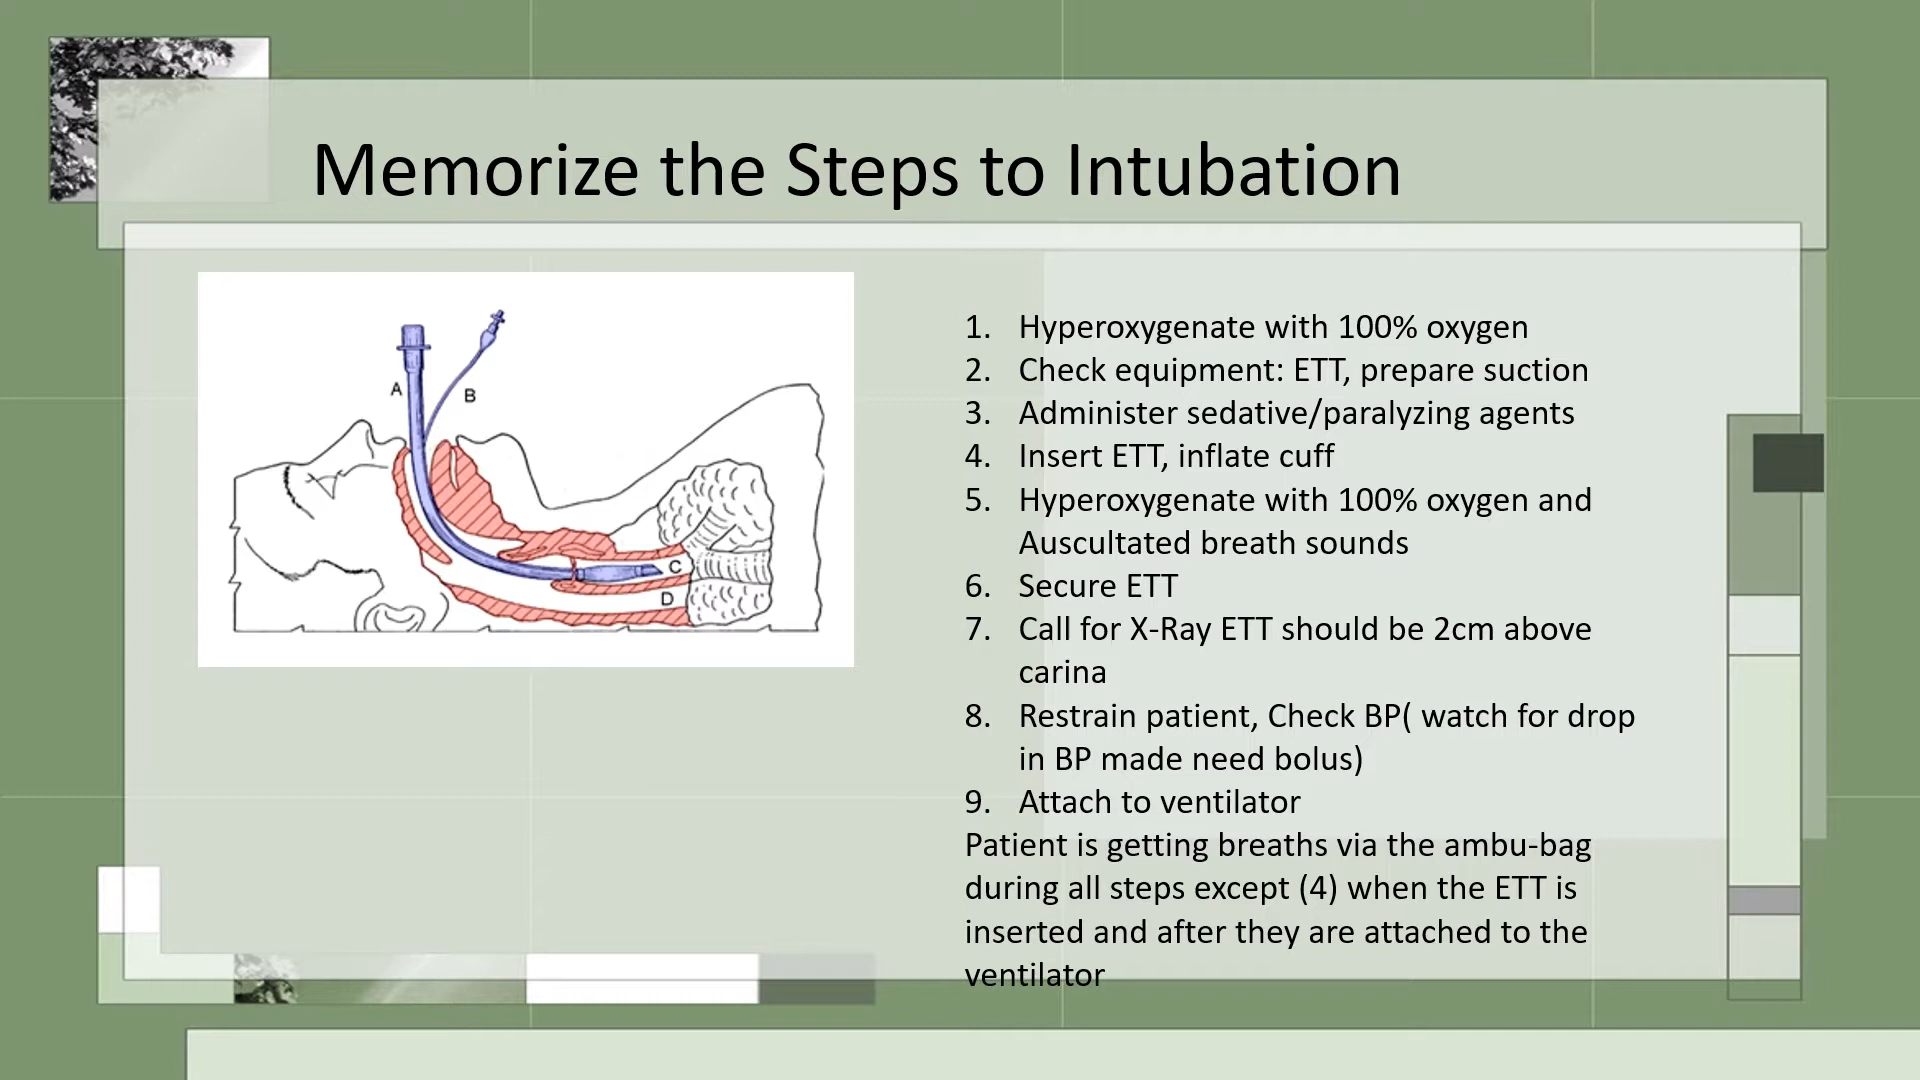 Memorize the Steps to Intubation
A
B
C
D
1. Hyperoxygenate with 100% oxygen
2. Check equipment: ETT, prepare suction
3. Administer sedative/paralyzing agents
4. Insert ETT, inflate cuff
5. Hyperoxygenate with 100% oxygen and
Auscultated breath sounds
6. Secure ETT
7. Call for X-Ray ETT should be 2cm above
carina
8. Restrain patient, Check BP( watch for drop
in BP made need bolus)
9. Attach to ventilator
Patient is getting breaths via the ambu-bag
during all steps except (4) when the ETT is
inserted and after they are attached to the
ventilator